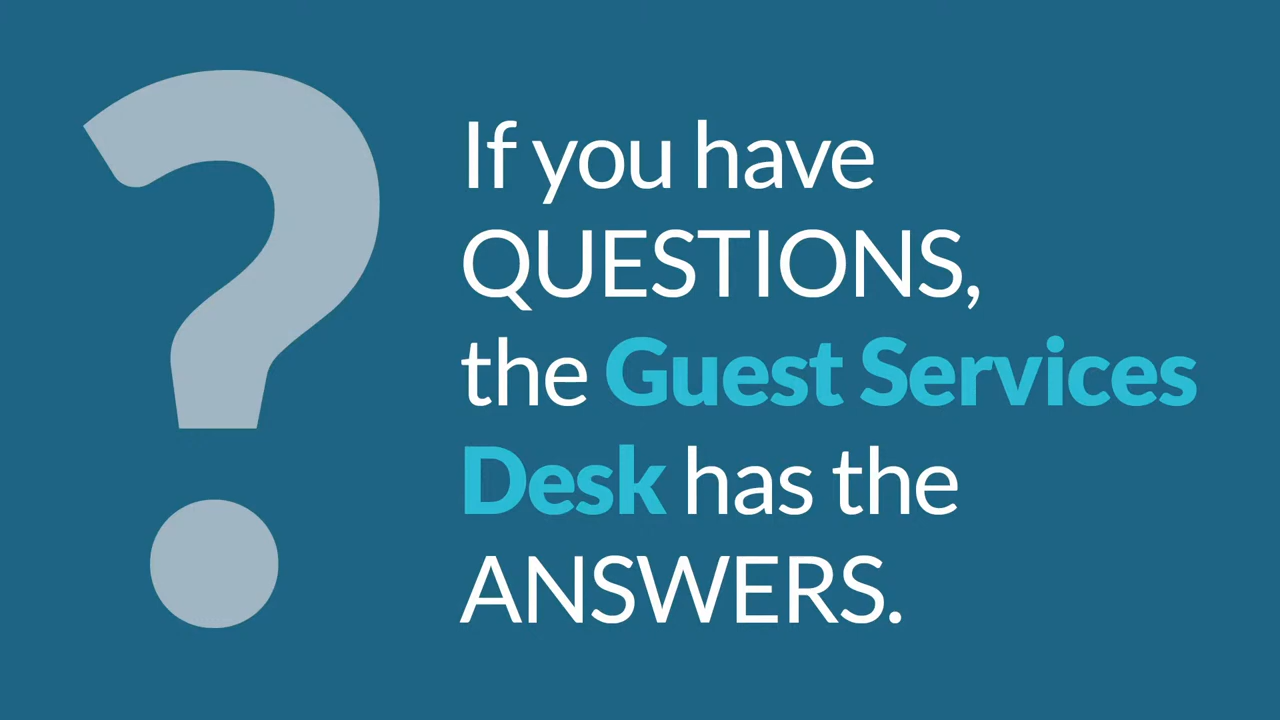 If you have
QUESTIONS,
the Guest Services
Desk has the
ANSWERS.